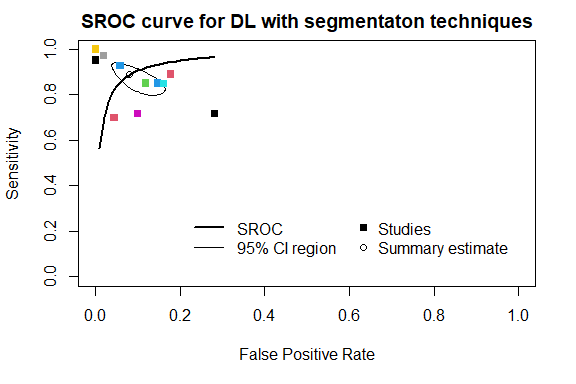 SROC curve for DL with segmentaton techniques
Sensitivity
1.0
0.8
0.6
0.4
0.2
0.0
SROC
95% CI region
Studies
Summary estimate
0.0 0.2 0.4 0.6 0.8 1.0
False Positive Rate